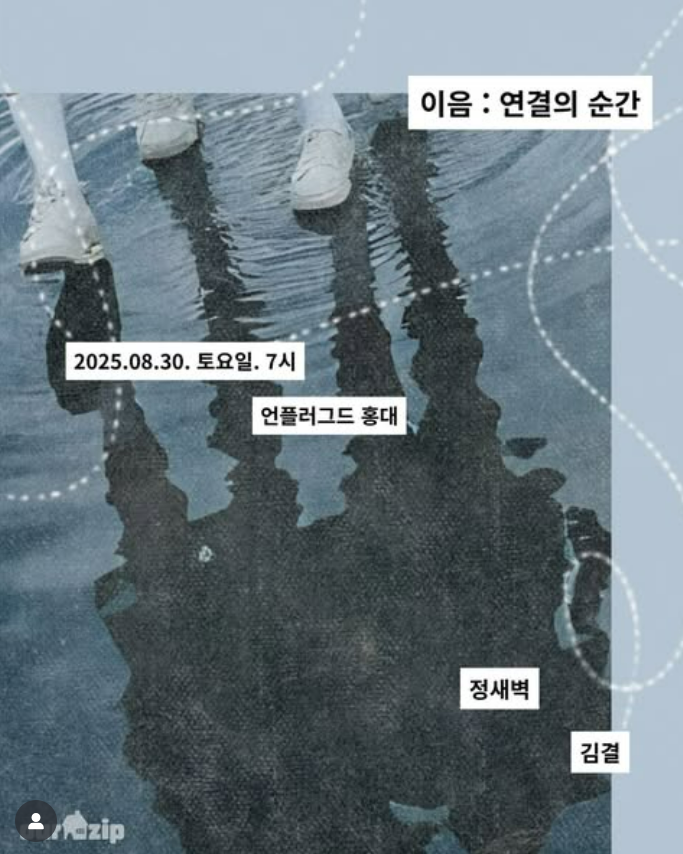 이음 : 연결의 순간
2025.08.30. 토요일. 7시
언플러그드 홍대
정새벽
김결